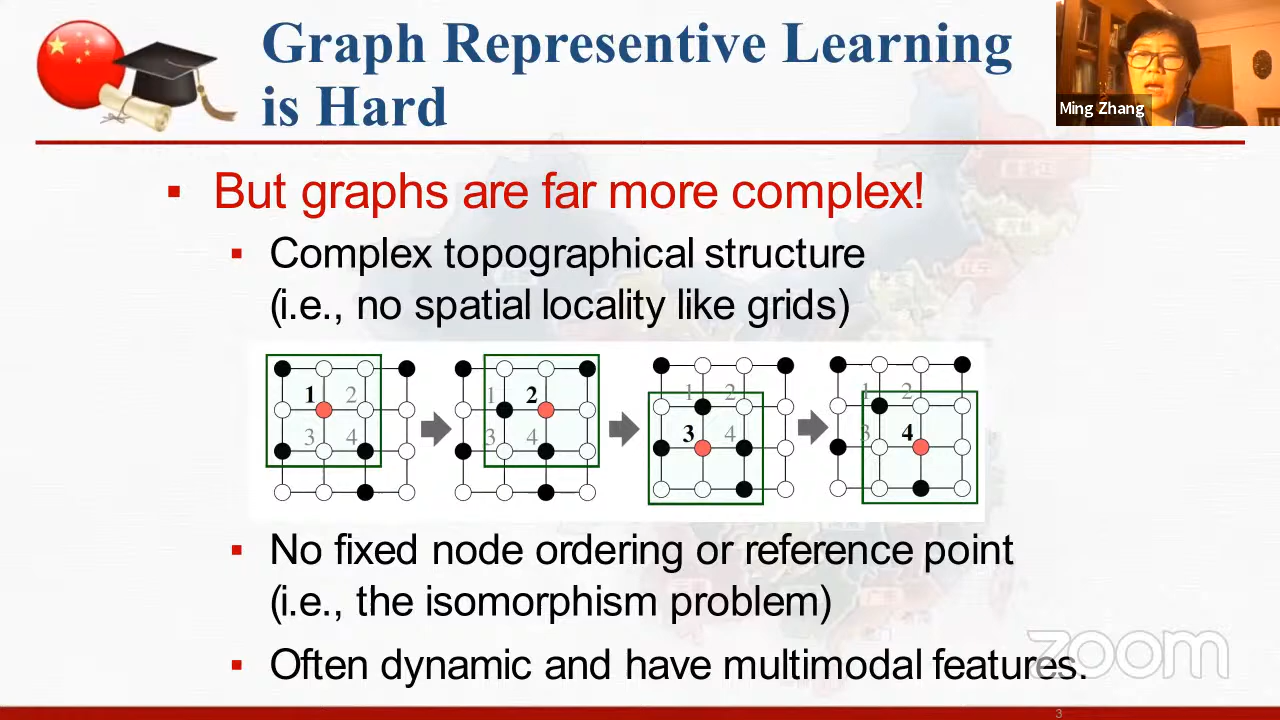 Graph Representive Learning
is Hard
Ming Zhang
▪ But graphs are far more complex!
▪ Complex topographical structure
(i.e., no spatial locality like grids)
1 2 1 2 1 2 1 2
3 4 3 4 3 4 3 4
▪ No fixed node ordering or reference point
(i.e., the isomorphism problem)
▪ Often dynamic and have multimodal features.
zoom
3